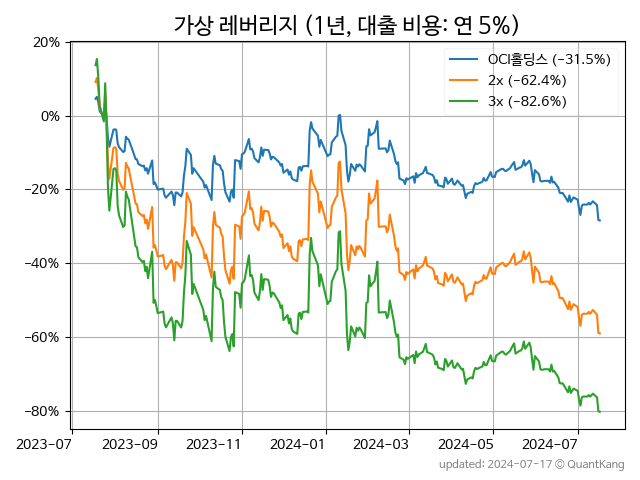 가상 레버리지 (1년, 대출 비용: 연 5%)
20%
0%
−20%
−40%
−60%
−80%
OCI홀딩스 (−31.5%)
2x (−62.4%)
3x (−82.6%)
2023-07 2023-09 2023-11 2024-01 2024-03 2024-05 2024-07
updated: 2024-07-17 © QuantKang